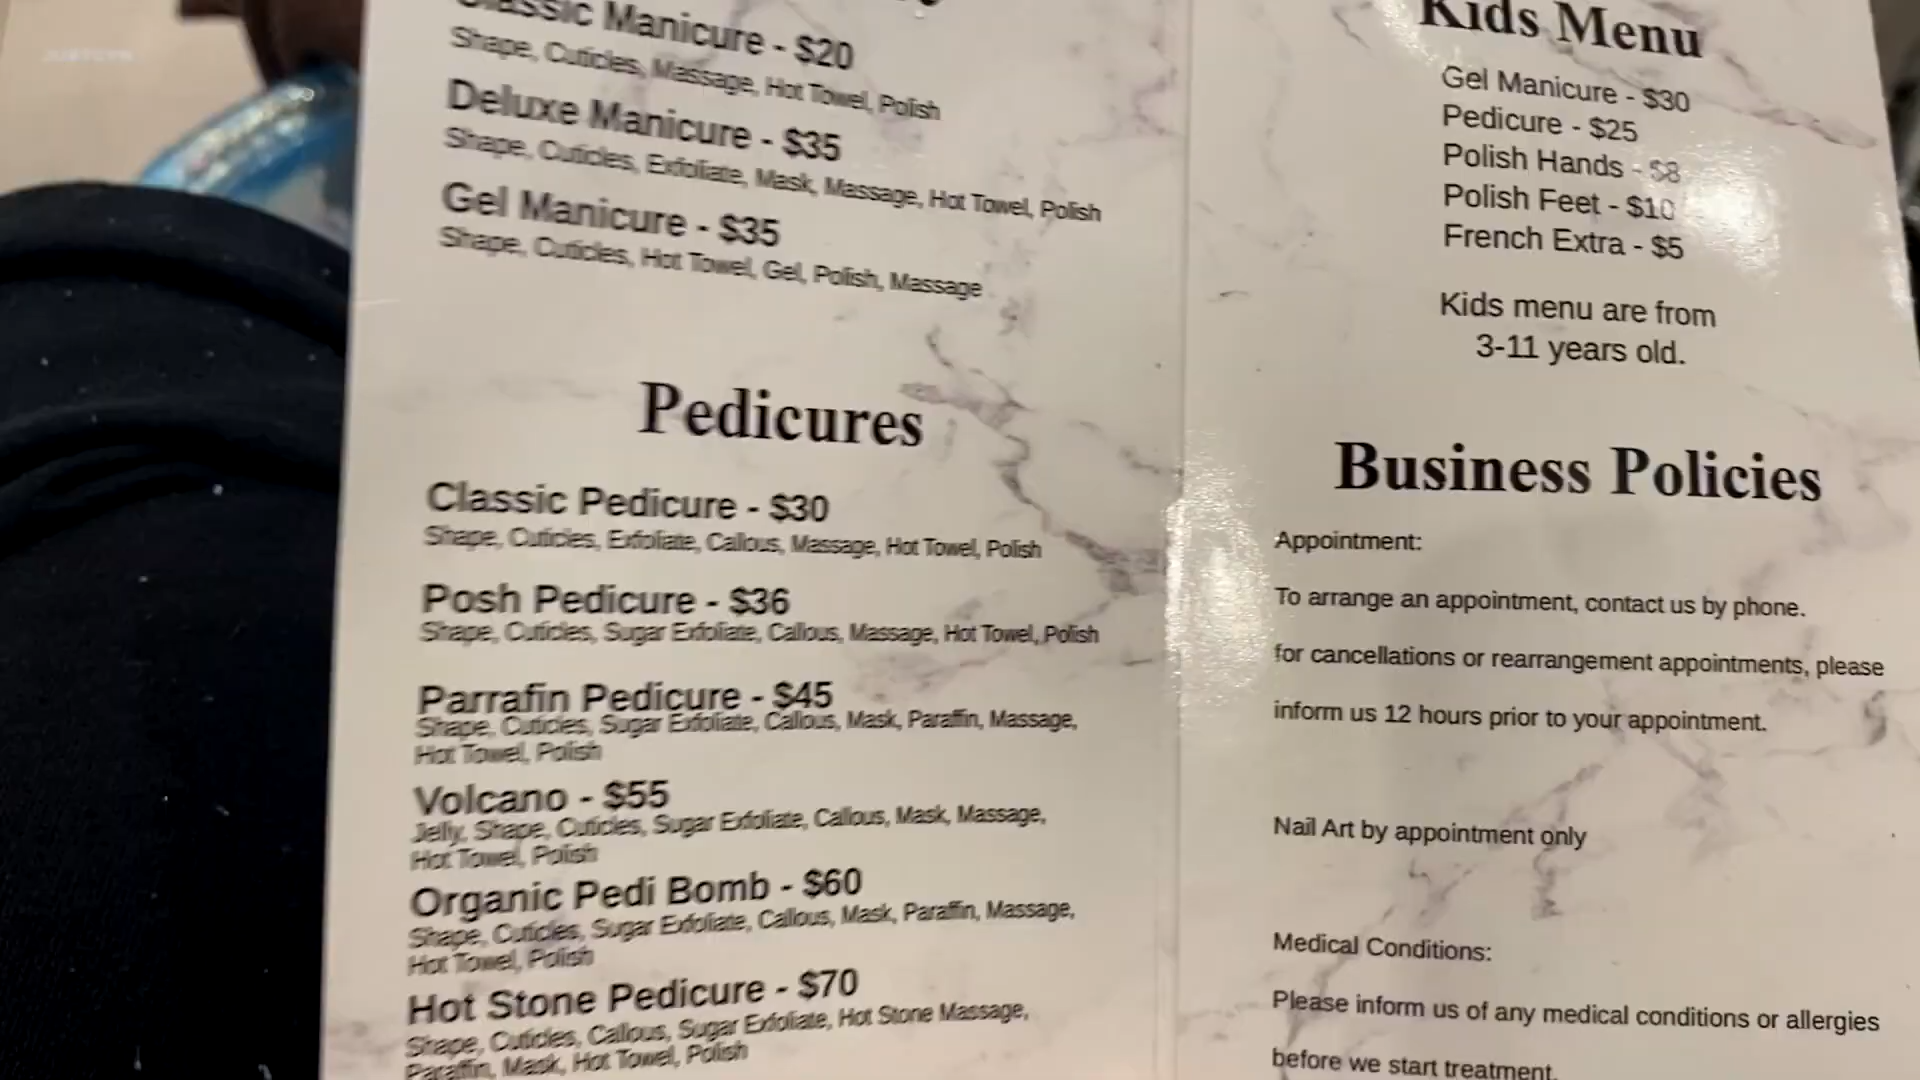 Classic Manicure - $20
Shape, Cuticles, Massage, Hot Towel, Polish
Deluxe Manicure - $35
Shape, Cuticles, Exfoliate, Mask, Massage, Hot Towel, Polish
Gel Manicure - $35
Shape, Cuticles, Hot Towel, Gel, Polish, Massage
Pedicures
Classic Pedicure - $30
Shape, Cuticles, Exfoliate, Callous, Massage, Hot Towel, Polish
Posh Pedicure - $36
Shape, Cuticles, Sugar Exfoliate, Callous, Massage, Hot Towel, Polish
Parrafin Pedicure - $45
Shape, Cuticles, Sugar Exfoliate, Callous, Mask, Paraffin, Massage,
Hot Towel, Polish
Volcano - $55
Jelly, Shape, Cuticles, Sugar Exfoliate, Callous, Mask, Massage,
Hot Towel, Polish
Organic Pedi Bomb - $60
Shape, Cuticles, Sugar Exfoliate, Callous, Mask, Paraffin, Massage,
Hot Towel, Polish
Hot Stone Pedicure - $70
Shape, Cuticles, Callous, Sugar Exfoliate, Hot Stone Massage,
Paraffin, Mask, Hot Towel, Polish
Kids Menu
Gel Manicure - $30
Pedicure - $25
Polish Hands - $8
Polish Feet - $10
French Extra - $5
Kids menu are from
3-11 years old.
Business Policies
Appointment:
To arrange an appointment, contact us by phone.
for cancellations or rearrangement appointments, please
inform us 12 hours prior to your appointment.
Nail Art by appointment only
Medical Conditions:
Please inform us of any medical conditions or allergies
before we start treatment.